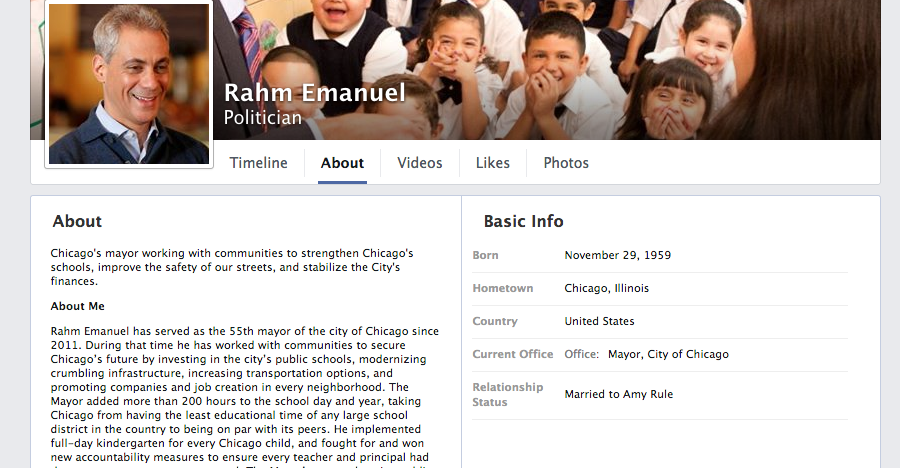 Rahm Emanuel
Politician
Timeline
About
Videos
Likes
Photos
About
Chicago's mayor working with communities to strengthen Chicago's
schools, improve the safety of our streets, and stabilize the City's
finances.
About Me
Rahm Emanuel has served as the 55th mayor of the city of Chicago since
2011. During that time he has worked with communities to secure
Chicago's future by investing in the city's public schools, modernizing
crumbling infrastructure, increasing transportation options, and
promoting companies and job creation in every neighborhood. The
Mayor added more than 200 hours to the school day and year, taking
Chicago from having the least educational time of any large school
district in the country to being on par with its peers. He implemented
full-day kindergarten for every Chicago child, and fought for and won
new accountability measures to ensure every teacher and principal had
Basic Info
Born November 29, 1959
Hometown Chicago, Illinois
Country United States
Current Office Office: Mayor, City of Chicago
Relationship
Status Married to Amy Rule